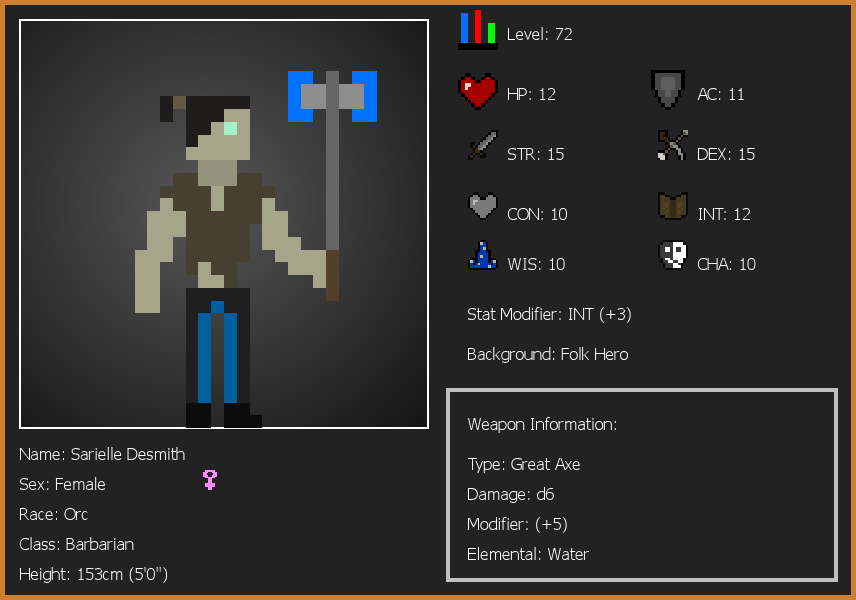 Level: 72
HP: 12
AC: 11
STR: 15
DEX: 15
CON: 10
INT: 12
WIS: 10
CHA: 10
Stat Modifier: INT (+3)
Background: Folk Hero
Weapon Information:
Type: Great Axe
Damage: d6
Modifier: (+5)
Elemental: Water
Name: Sarielle Desmith
Sex: Female
Race: Orc
Class: Barbarian
Height: 153cm (5'0")